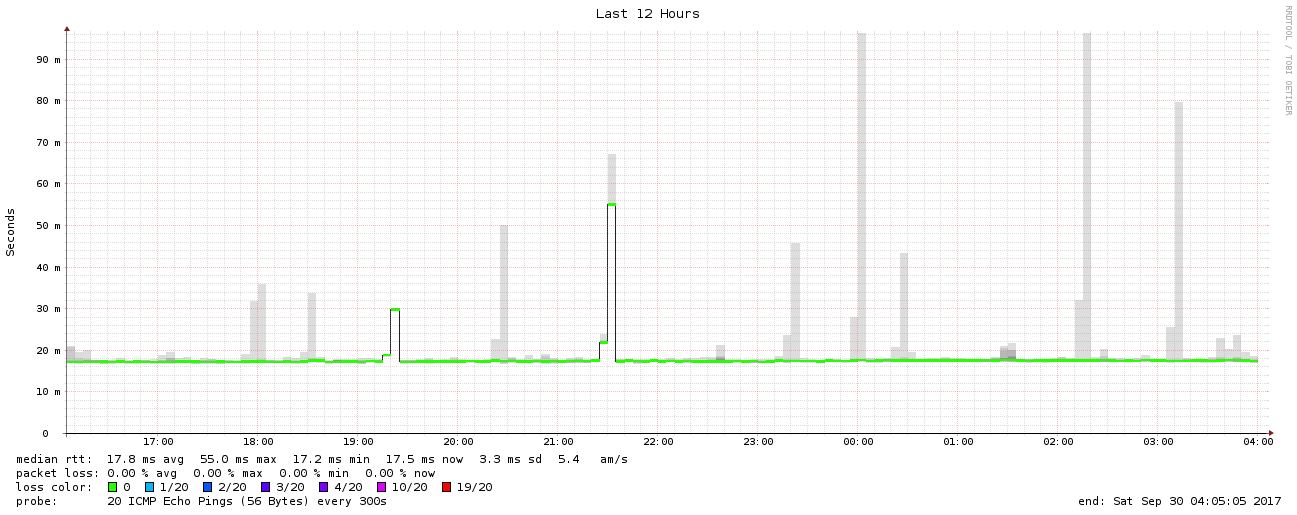 Last 12 Hours
RRDTOOL / TOBI OETIKER
Seconds
90 m
80 m
70 m
60 m
50 m
40 m
30 m
20 m
10 m
0
17:00 18:00 19:00 20:00 21:00 22:00 23:00 00:00 01:00 02:00 03:00 04:00
median rtt: 17.8 ms avg 55.0 ms max 17.2 ms min 17.5 ms now 3.3 ms sd 5.4 am/s
packet loss: 0.00 % avg 0.00 % max 0.00 % min 0.00 % now
loss color: 0 1/20 2/20 3/20 4/20 10/20 19/20
probe: 20 ICMP Echo Pings (56 Bytes) every 300s end: Sat Sep 30 04:05:05 2017